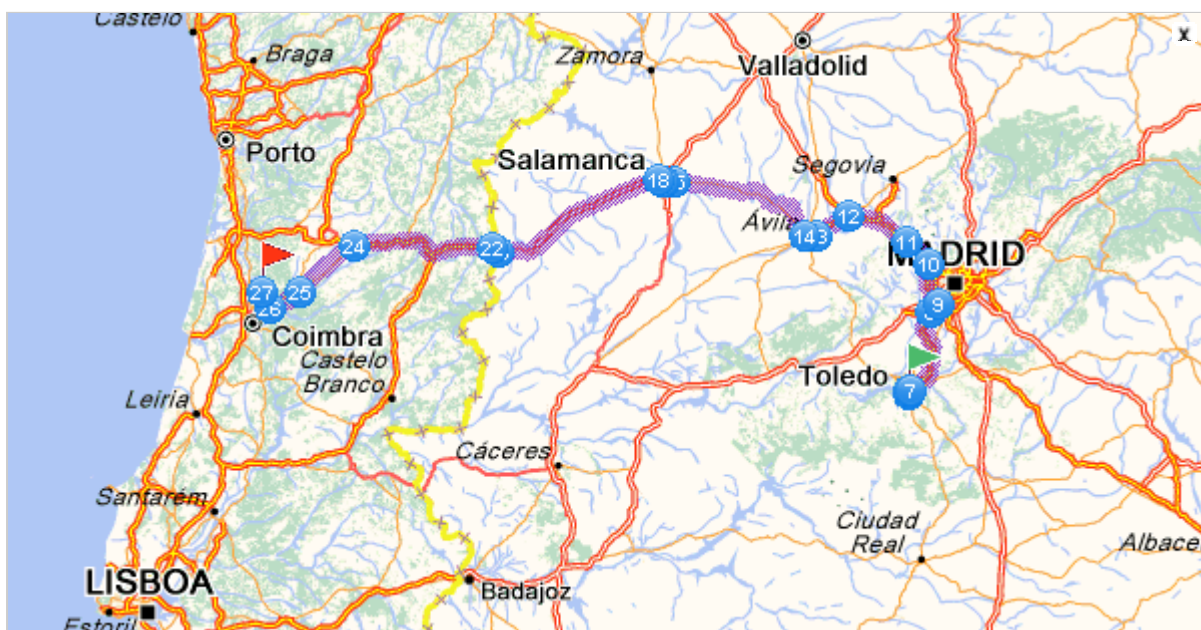 Castelo
x
Braga
Zamora
Valladolid
Porto
Salamanca
Segovia
18
5
Ávila
12
143
11
24
22,
MADRID
10
27
25
9
26
Coimbra
Castelo
Branco
Toledo
7
Leiria
Cáceres
Santarém
Ciudad
Real
Albace
LISBOA
Badajoz
Estoril